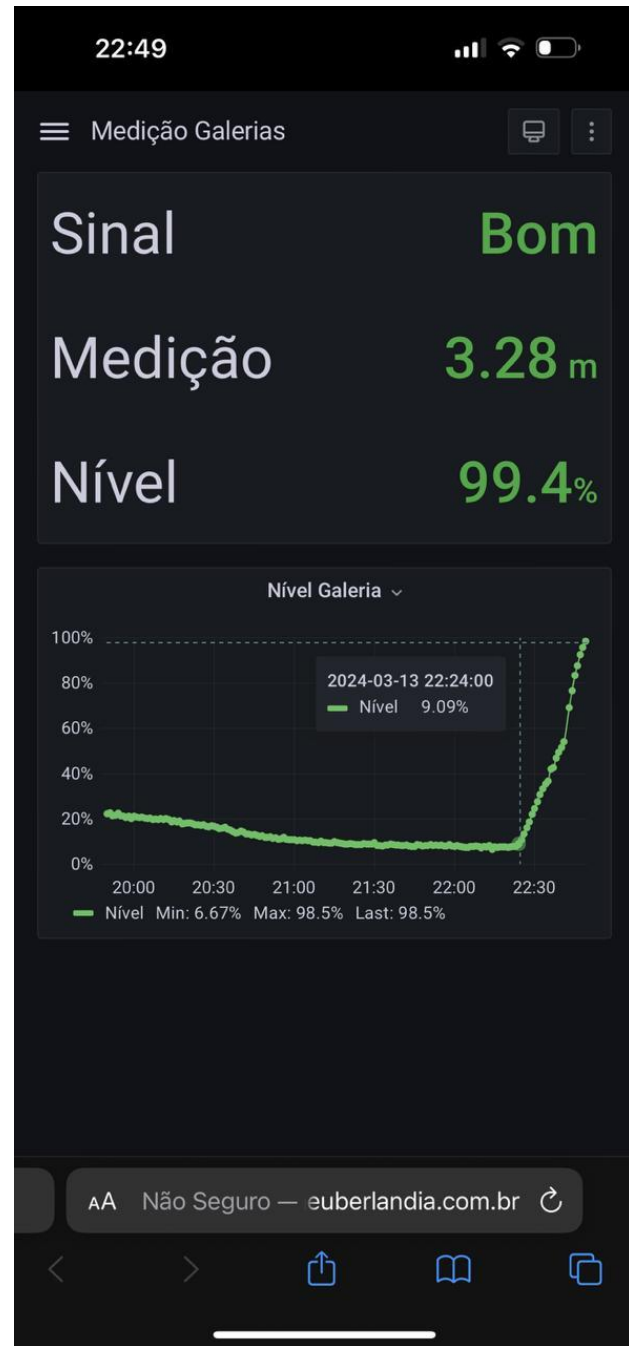 22:49
Medição Galerias
Sinal Bom
Medição 3.28 m
Nível 99.4%
Nível Galeria
100%
80%
60%
40%
20%
0%
2024-03-13 22:24:00
Nível 9.09%
20:00 20:30 21:00 21:30 22:00 22:30
Nível Min: 6.67% Max: 98.5% Last: 98.5%
AA Não Seguro — euberlandia.com.br